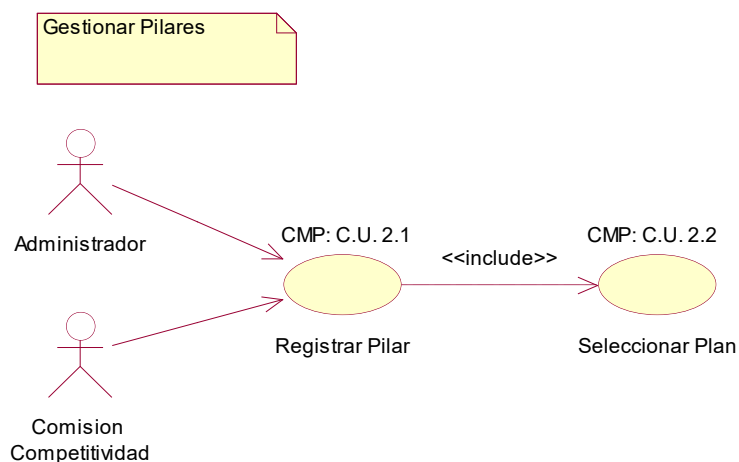 Gestionar Pilares
Administrador
CMP: C.U. 2.1
<<include>>
CMP: C.U. 2.2
Registrar Pilar
Seleccionar Plan
Comision
Competitividad